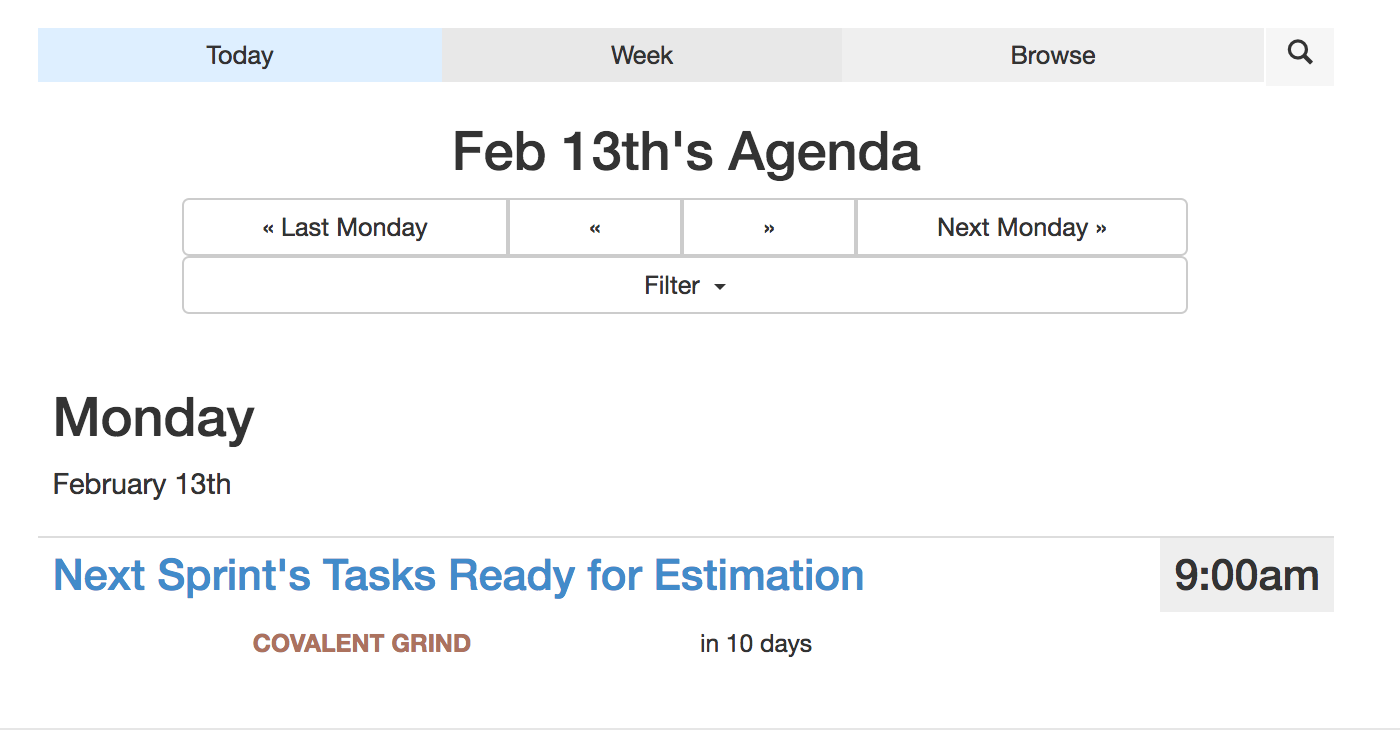 Today Week Browse
Feb 13th's Agenda
« Last Monday « » Next Monday »
Filter
Monday
February 13th
Next Sprint's Tasks Ready for Estimation 9:00am
COVALENT GRIND in 10 days